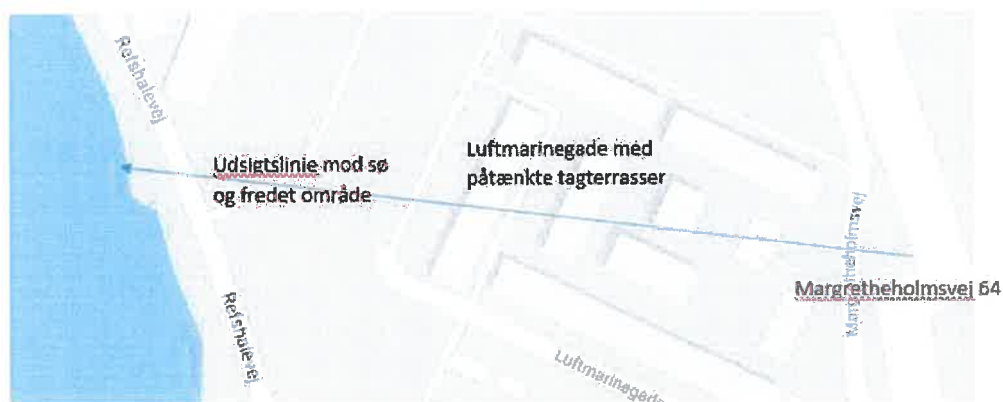 Refshalevej
Udsigtslinie mod sø
og fredet område
Luftmarinegade med
påtænkte tagterrasser
Margretheholmsvej
Margretheholmsvej 64
Refshalevej
Luftmarinegade